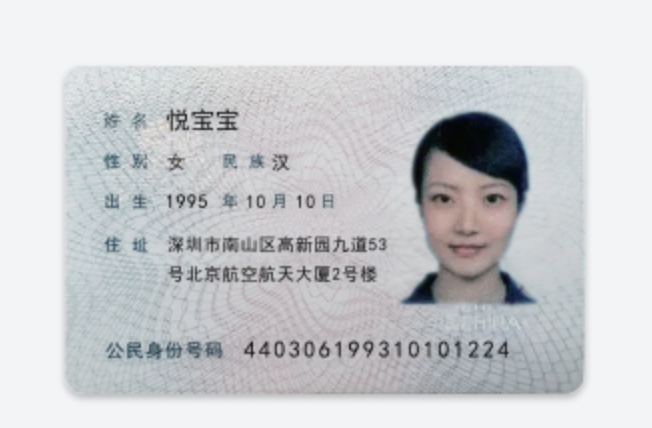 姓名 悦宝宝
性别 女 民族 汉
出生 1995 年 10 月 10 日
住址 深圳市南山区高新园九道53
号北京航空航天大厦2号楼
公民身份号码 440306199310101224